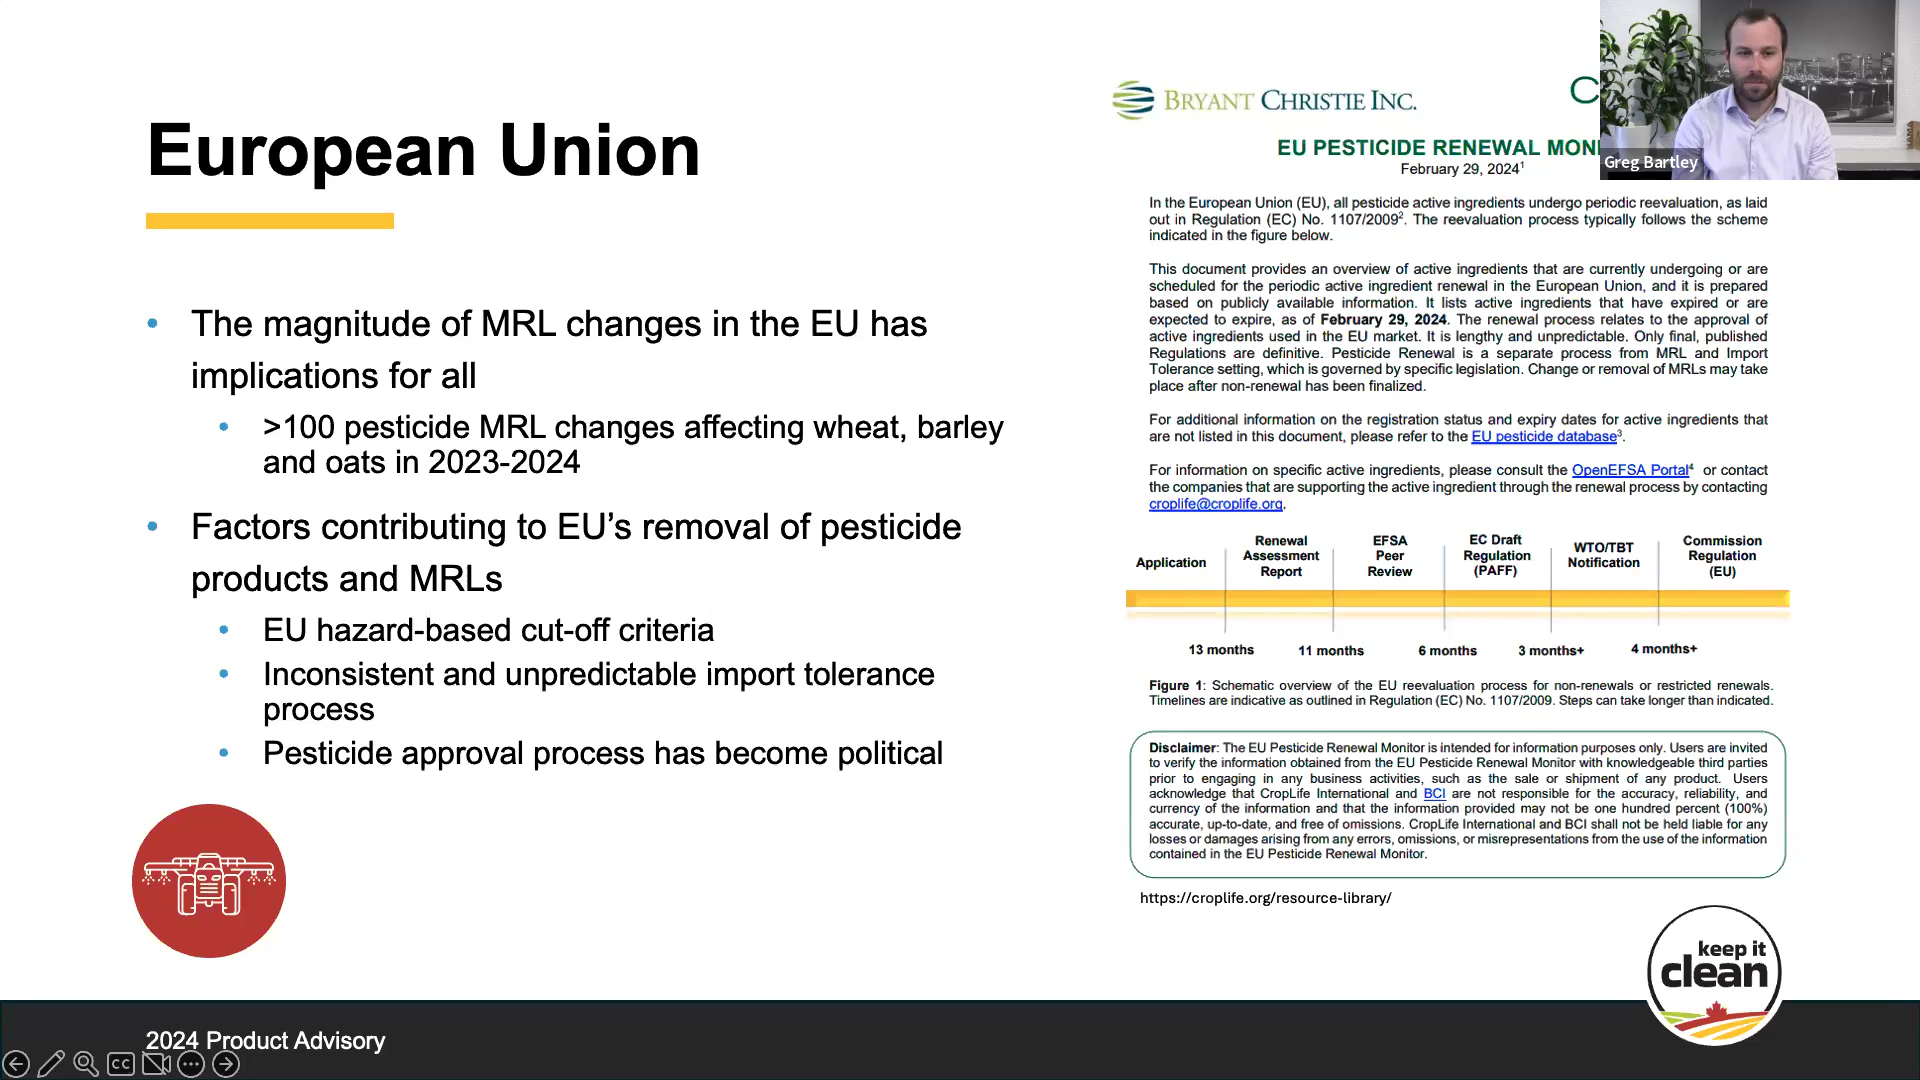 European Union
• The magnitude of MRL changes in the EU has
implications for all
• >100 pesticide MRL changes affecting wheat, barley
and oats in 2023-2024
• Factors contributing to EU’s removal of pesticide
products and MRLs
• EU hazard-based cut-off criteria
• Inconsistent and unpredictable import tolerance
process
• Pesticide approval process has become political
BRYANT CHRISTIE INC.
C
EU PESTICIDE RENEWAL MON
February 29, 2024¹
Greg Bartley
In the European Union (EU), all pesticide active ingredients undergo periodic reevaluation, as laid
out in Regulation (EC) No. 1107/2009². The reevaluation process typically follows the scheme
indicated in the figure below.
This document provides an overview of active ingredients that are currently undergoing or are
scheduled for the periodic active ingredient renewal in the European Union, and it is prepared
based on publicly available information. It lists active ingredients that have expired or are
expected to expire, as of February 29, 2024. The renewal process relates to the approval of
active ingredients used in the EU market. It is lengthy and unpredictable. Only final, published
Regulations are definitive. Pesticide Renewal is a separate process from MRL and Import
Tolerance setting, which is governed by specific legislation. Change or removal of MRLs may take
place after non-renewal has been finalized.
For additional information on the registration status and expiry dates for active ingredients that
are not listed in this document, please refer to the EU pesticide database³.
For information on specific active ingredients, please consult the OpenEFSA Portal⁴ or contact
the companies that are supporting the active ingredient through the renewal process by contacting
croplife@croplife.org.
Application
Renewal
Assessment
Report
EFSA
Peer
Review
EC Draft
Regulation
(PAFF)
WTO/TBT
Notification
Commission
Regulation
(EU)
13 months 11 months 6 months 3 months+ 4 months+
Figure 1: Schematic overview of the EU reevaluation process for non-renewals or restricted renewals.
Timelines are indicative as outlined in Regulation (EC) No. 1107/2009. Steps can take longer than indicated.
Disclaimer: The EU Pesticide Renewal Monitor is intended for information purposes only. Users are invited
to verify the information obtained from the EU Pesticide Renewal Monitor with knowledgeable third parties
prior to engaging in any business activities, such as the sale or shipment of any product. Users
acknowledge that CropLife International and BCI are not responsible for the accuracy, reliability, and
currency of the information and that the information provided may not be one hundred percent (100%)
accurate, up-to-date, and free of omissions. CropLife International and BCI shall not be held liable for any
losses or damages arising from any errors, omissions, or misrepresentations from the use of the information
contained in the EU Pesticide Renewal Monitor.
https://croplife.org/resource-library/
keep it
clean
2024 Product Advisory
CC